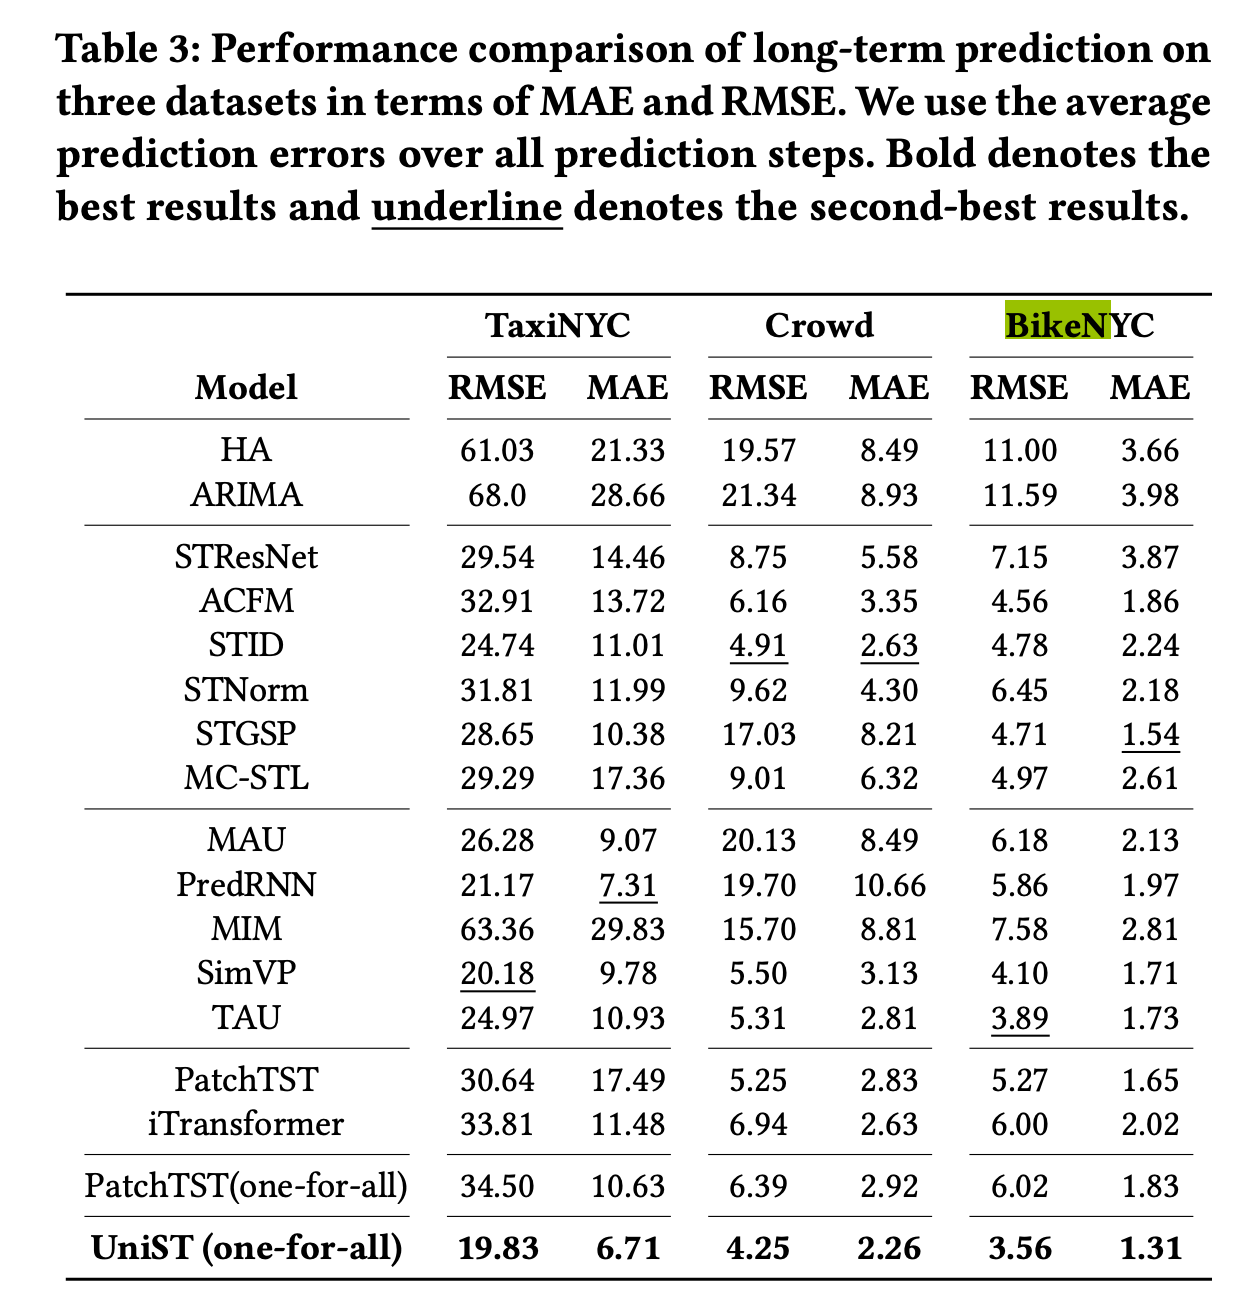 Table 3: Performance comparison of long-term prediction on
three datasets in terms of MAE and RMSE. We use the average
prediction errors over all prediction steps. Bold denotes the
best results and underline denotes the second-best results.
TaxiNYC Crowd BikeNYC
Model RMSE MAE RMSE MAE RMSE MAE
HA 61.03 21.33 19.57 8.49 11.00 3.66
ARIMA 68.0 28.66 21.34 8.93 11.59 3.98
STResNet 29.54 14.46 8.75 5.58 7.15 3.87
ACFM 32.91 13.72 6.16 3.35 4.56 1.86
STID 24.74 11.01 4.91 2.63 4.78 2.24
STNorm 31.81 11.99 9.62 4.30 6.45 2.18
STGSP 28.65 10.38 17.03 8.21 4.71 1.54
MC-STL 29.29 17.36 9.01 6.32 4.97 2.61
MAU 26.28 9.07 20.13 8.49 6.18 2.13
PredRNN 21.17 7.31 19.70 10.66 5.86 1.97
MIM 63.36 29.83 15.70 8.81 7.58 2.81
SimVP 20.18 9.78 5.50 3.13 4.10 1.71
TAU 24.97 10.93 5.31 2.81 3.89 1.73
PatchTST 30.64 17.49 5.25 2.83 5.27 1.65
iTransformer 33.81 11.48 6.94 2.63 6.00 2.02
PatchTST(one-for-all) 34.50 10.63 6.39 2.92 6.02 1.83
UniST (one-for-all) 19.83 6.71 4.25 2.26 3.56 1.31